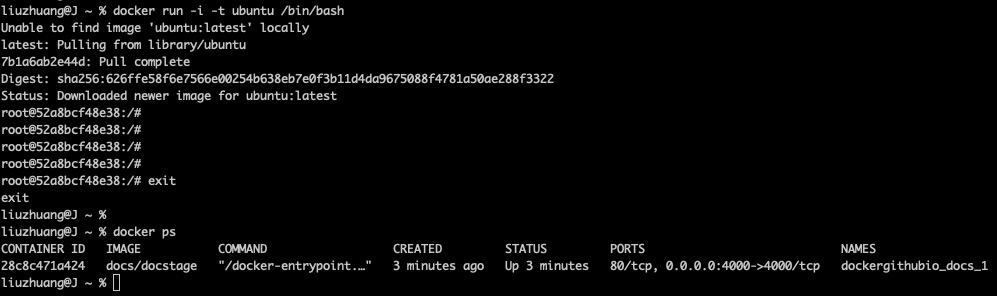 liuzhuang@J ~ % docker run -i -t ubuntu /bin/bash
Unable to find image 'ubuntu:latest' locally
latest: Pulling from library/ubuntu
7b1a6ab2e44d: Pull complete
Digest: sha256:626ffe58f6e7566e00254b638eb7e0f3b11d4da9675088f4781a50ae288f3322
Status: Downloaded newer image for ubuntu:latest
root@52a8bcf48e38:/#
root@52a8bcf48e38:/#
root@52a8bcf48e38:/#
root@52a8bcf48e38:/#
root@52a8bcf48e38:/# exit
exit
liuzhuang@J ~ %
liuzhuang@J ~ % docker ps
CONTAINER ID   IMAGE           COMMAND                  CREATED         STATUS         PORTS                            NAMES
28c8c471a424   docs/docstage   "/docker-entrypoint.…"   3 minutes ago   Up 3 minutes   80/tcp, 0.0.0.0:4000->4000/tcp   dockergithubio_docs_1
liuzhuang@J ~ %